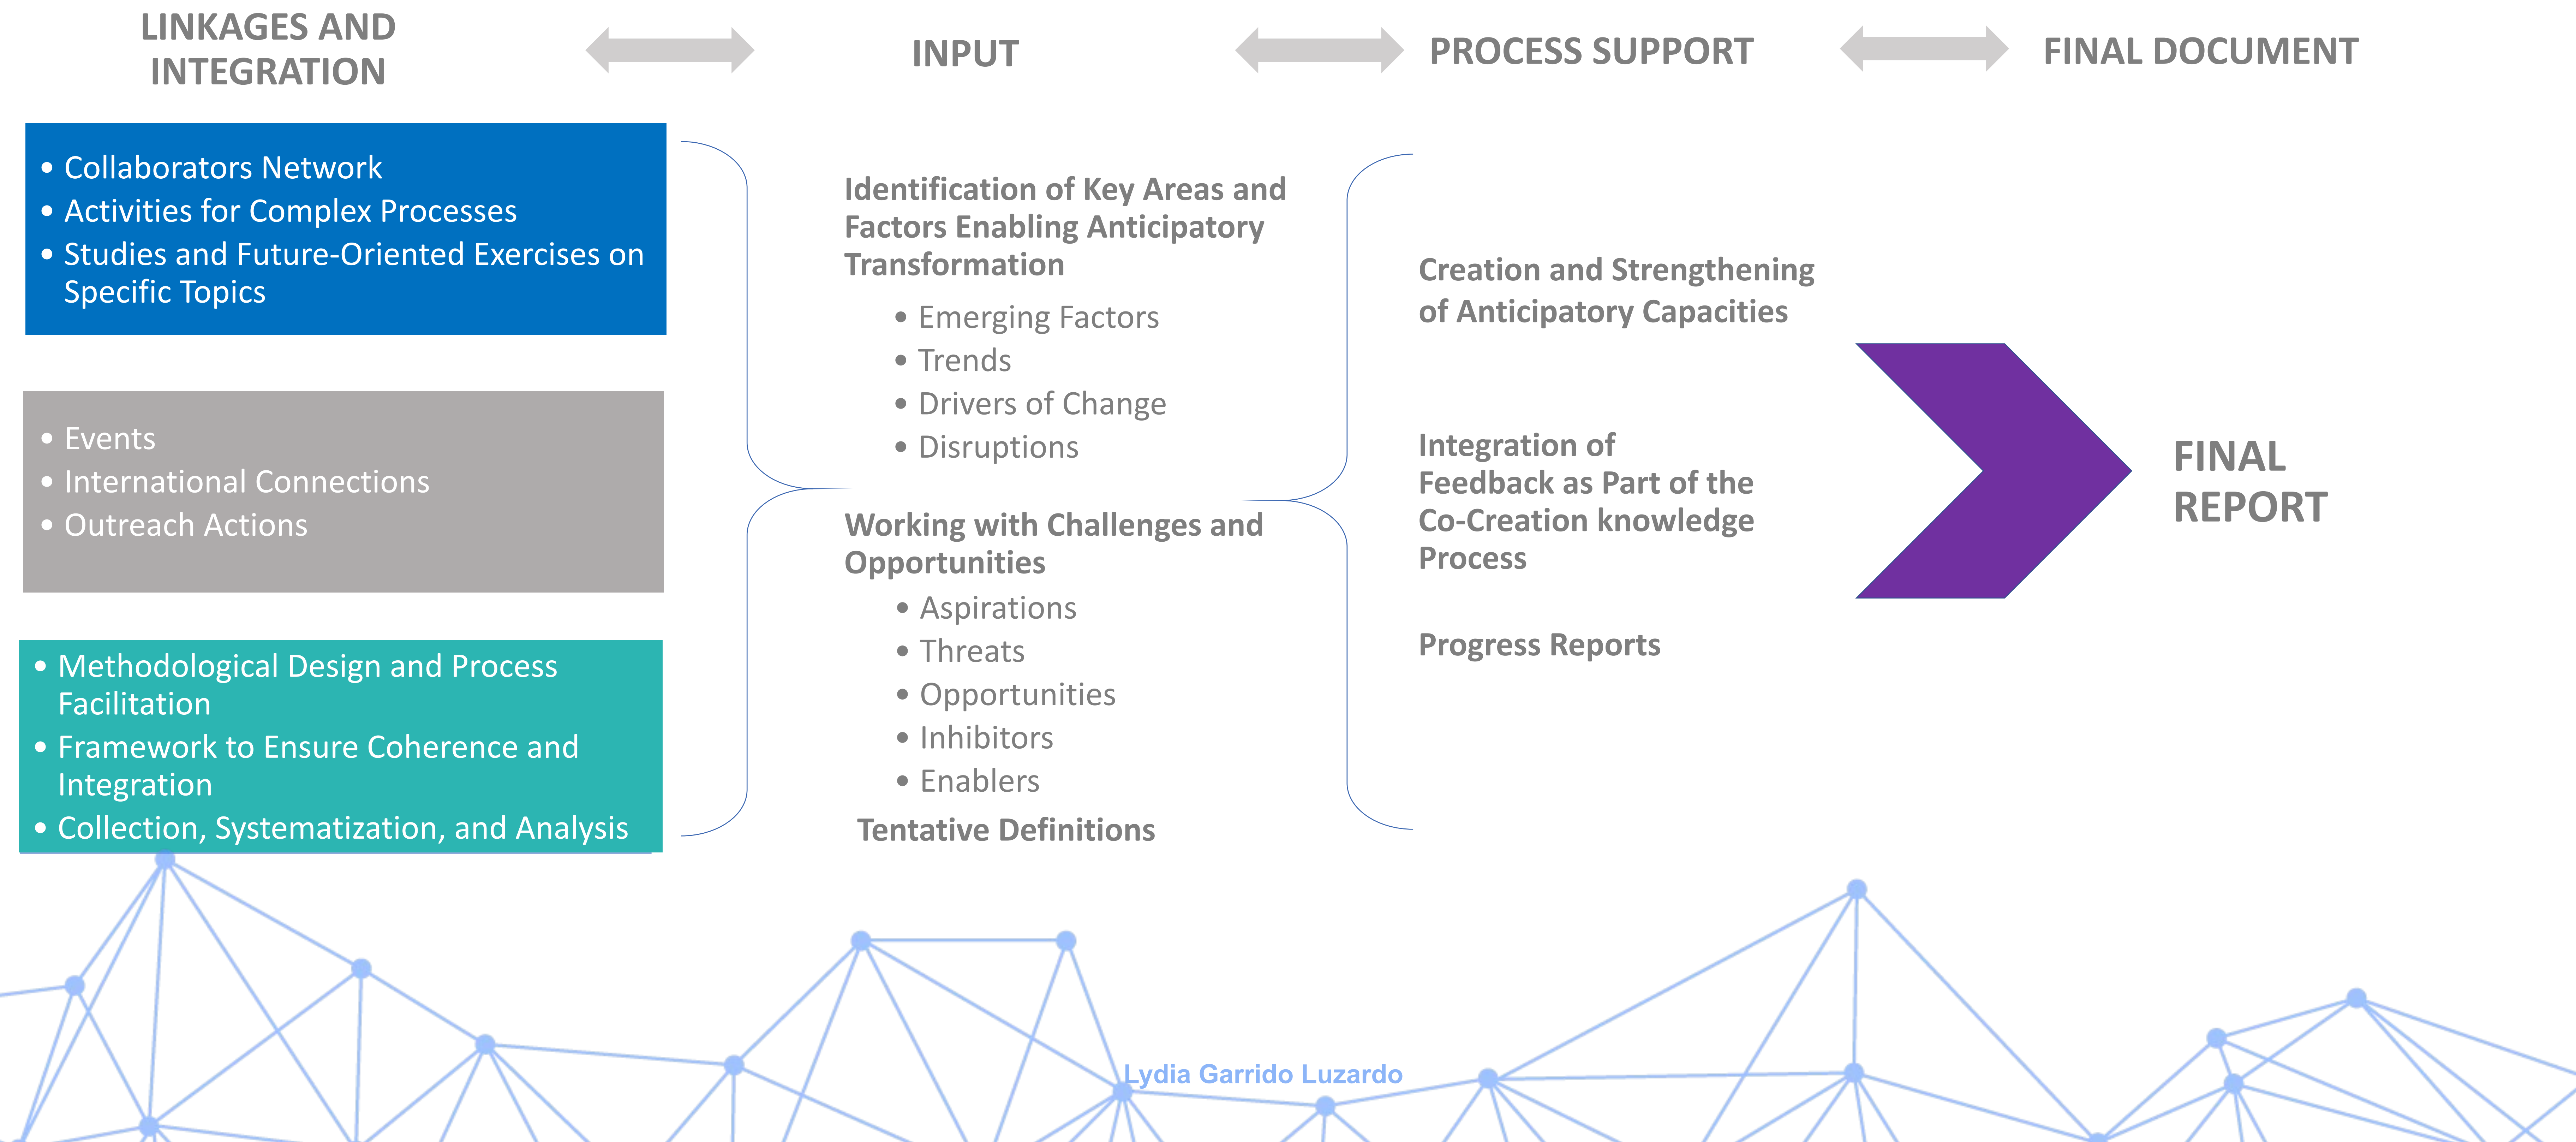 LINKAGES AND
INTEGRATION
INPUT
PROCESS SUPPORT
FINAL DOCUMENT
• Collaborators Network
• Activities for Complex Processes
• Studies and Future-Oriented Exercises on
Specific Topics
• Events
• International Connections
• Outreach Actions
• Methodological Design and Process
Facilitation
• Framework to Ensure Coherence and
Integration
• Collection, Systematization, and Analysis
Identification of Key Areas and
Factors Enabling Anticipatory
Transformation
• Emerging Factors
• Trends
• Drivers of Change
• Disruptions
Working with Challenges and
Opportunities
• Aspirations
• Threats
• Opportunities
• Inhibitors
• Enablers
Tentative Definitions
Creation and Strengthening
of Anticipatory Capacities
Integration of
Feedback as Part of the
Co-Creation knowledge
Process
Progress Reports
FINAL
REPORT
Lydia Garrido Luzardo